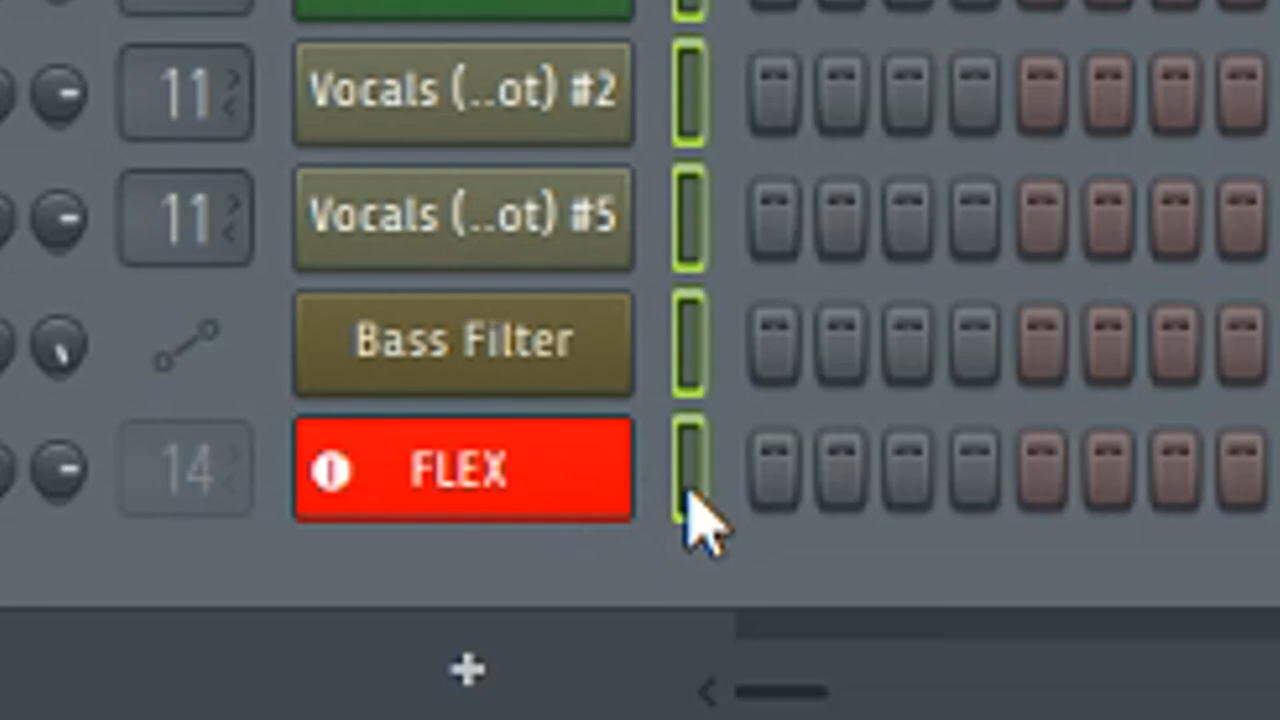 11 Vocals (..ot) #2
11 Vocals (..ot) #5
Bass Filter
14 FLEX